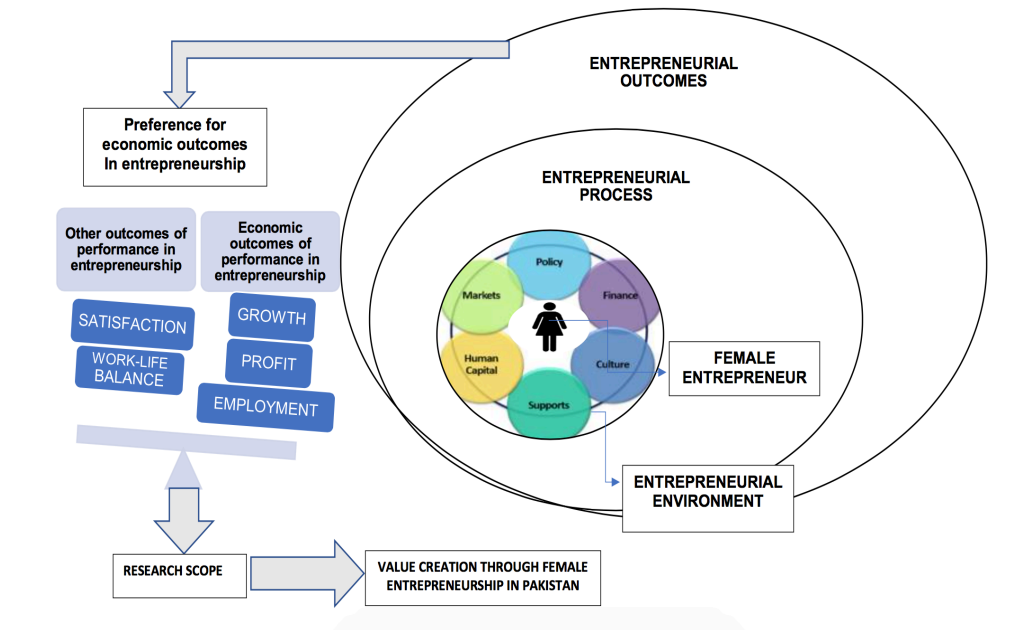 ENTREPRENEURIAL
OUTCOMES
Preference for
economic outcomes
In entrepreneurship
ENTREPRENEURIAL
PROCESS
Other outcomes of
performance in
entrepreneurship
Economic
outcomes of
performance in
entrepreneurship
SATISFACTION
WORK-LIFE
BALANCE
GROWTH
PROFIT
EMPLOYMENT
Policy
Markets
Finance
Human
Capital
Culture
Supports
FEMALE
ENTREPRENEUR
ENTREPRENEURIAL
ENVIRONMENT
RESEARCH SCOPE
VALUE CREATION THROUGH FEMALE
ENTREPRENEURSHIP IN PAKISTAN